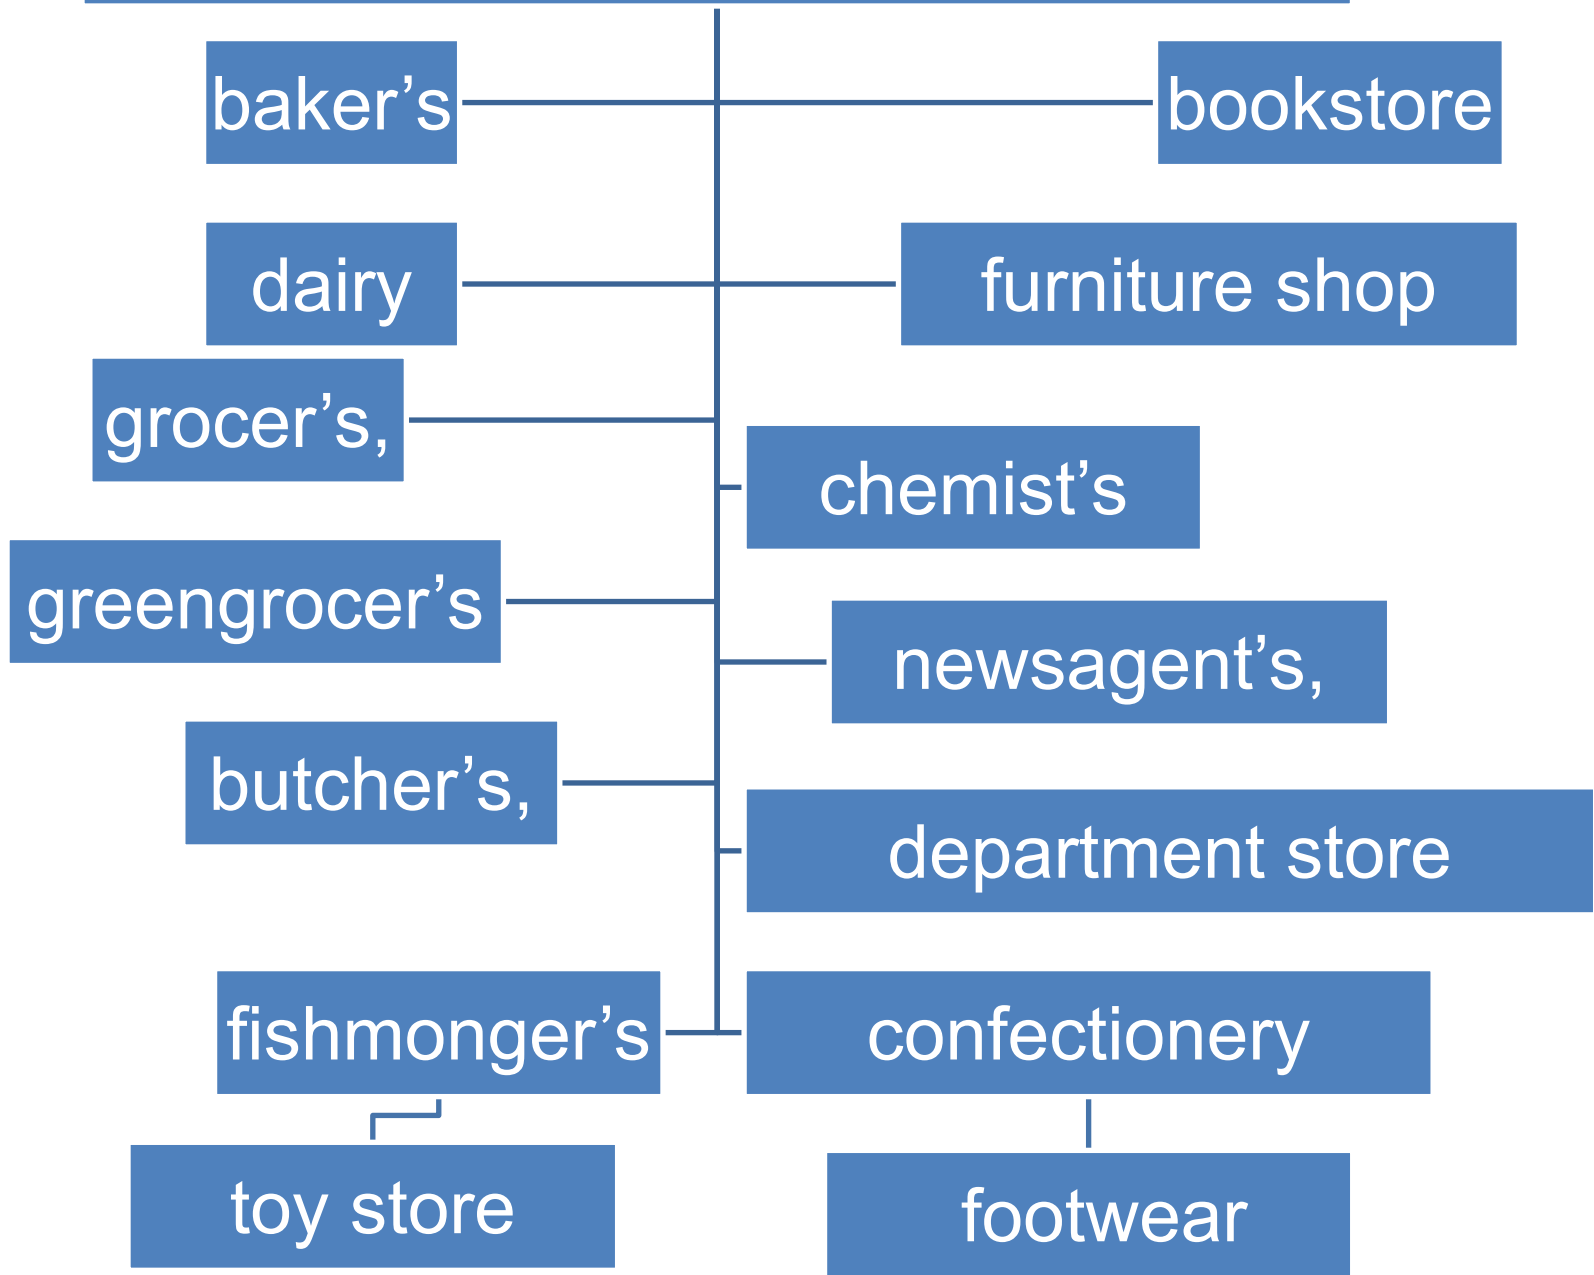 baker’s
bookstore
dairy
furniture shop
grocer’s,
chemist’s
greengrocer’s
newsagent’s,
butcher’s,
department store
fishmonger’s
confectionery
toy store
footwear